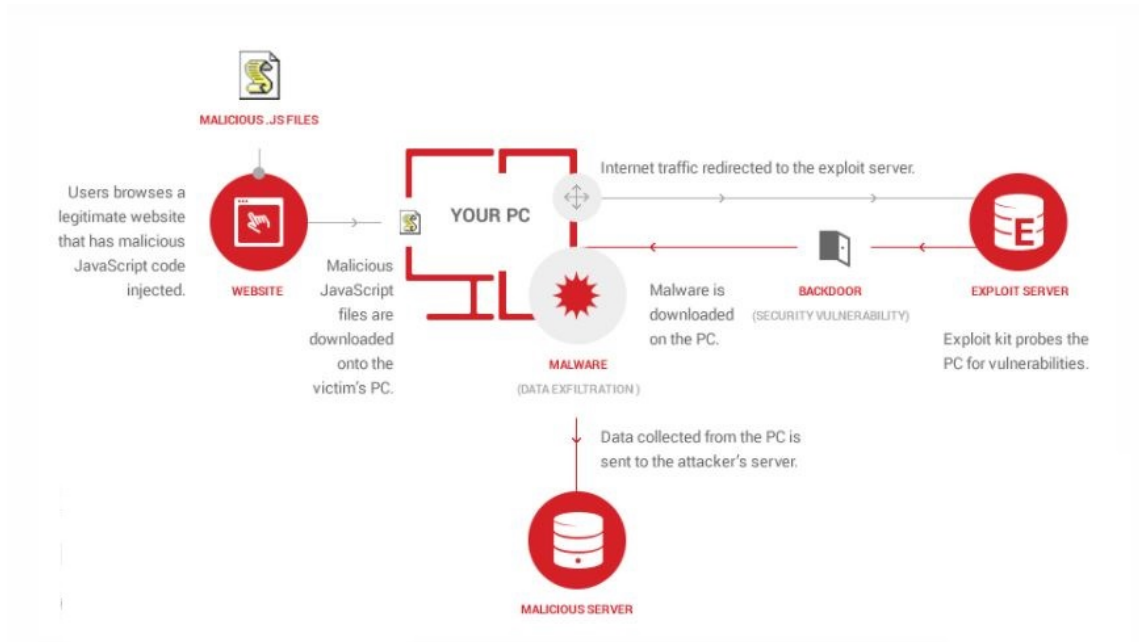 MALICIOUS .JS FILES
Users browses a
legitimate website
that has malicious
JavaScript code
injected.
WEBSITE
Malicious
JavaScript
files are
downloaded
onto the
victim's PC.
YOUR PC
Internet traffic redirected to the exploit server.
E
EXPLOIT SERVER
Exploit kit probes the
PC for vulnerabilities.
BACKDOOR
(SECURITY VULNERABILITY)
Malware is
downloaded
on the PC.
MALWARE
(DATA EXFILTRATION )
Data collected from the PC is
sent to the attacker's server.
MALICIOUS SERVER